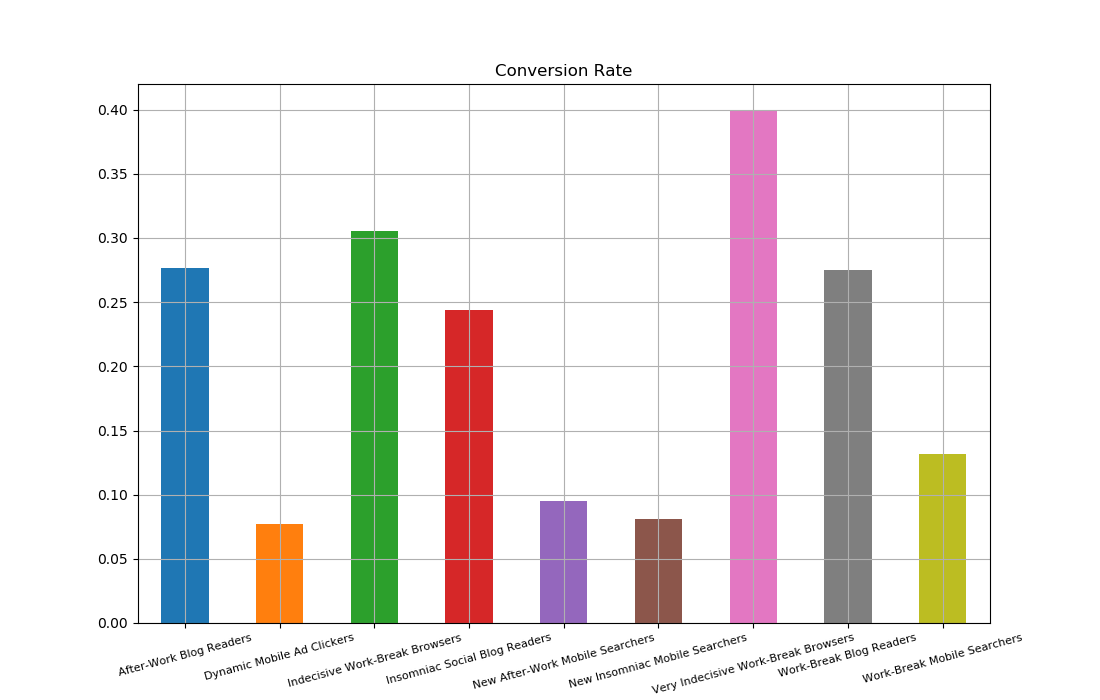 Conversion Rate
0.40
0.35
0.30
0.25
0.20
0.15
0.10
0.05
0.00
After-Work Blog Readers
Dynamic Mobile Ad Clickers
Indecisive Work-Break Browsers
Insomniac Social Blog Readers
New After-Work Mobile Searchers
New Insomniac Mobile Searchers
Very Indecisive Work-Break Browsers
Work-Break Blog Readers
Work-Break Mobile Searchers